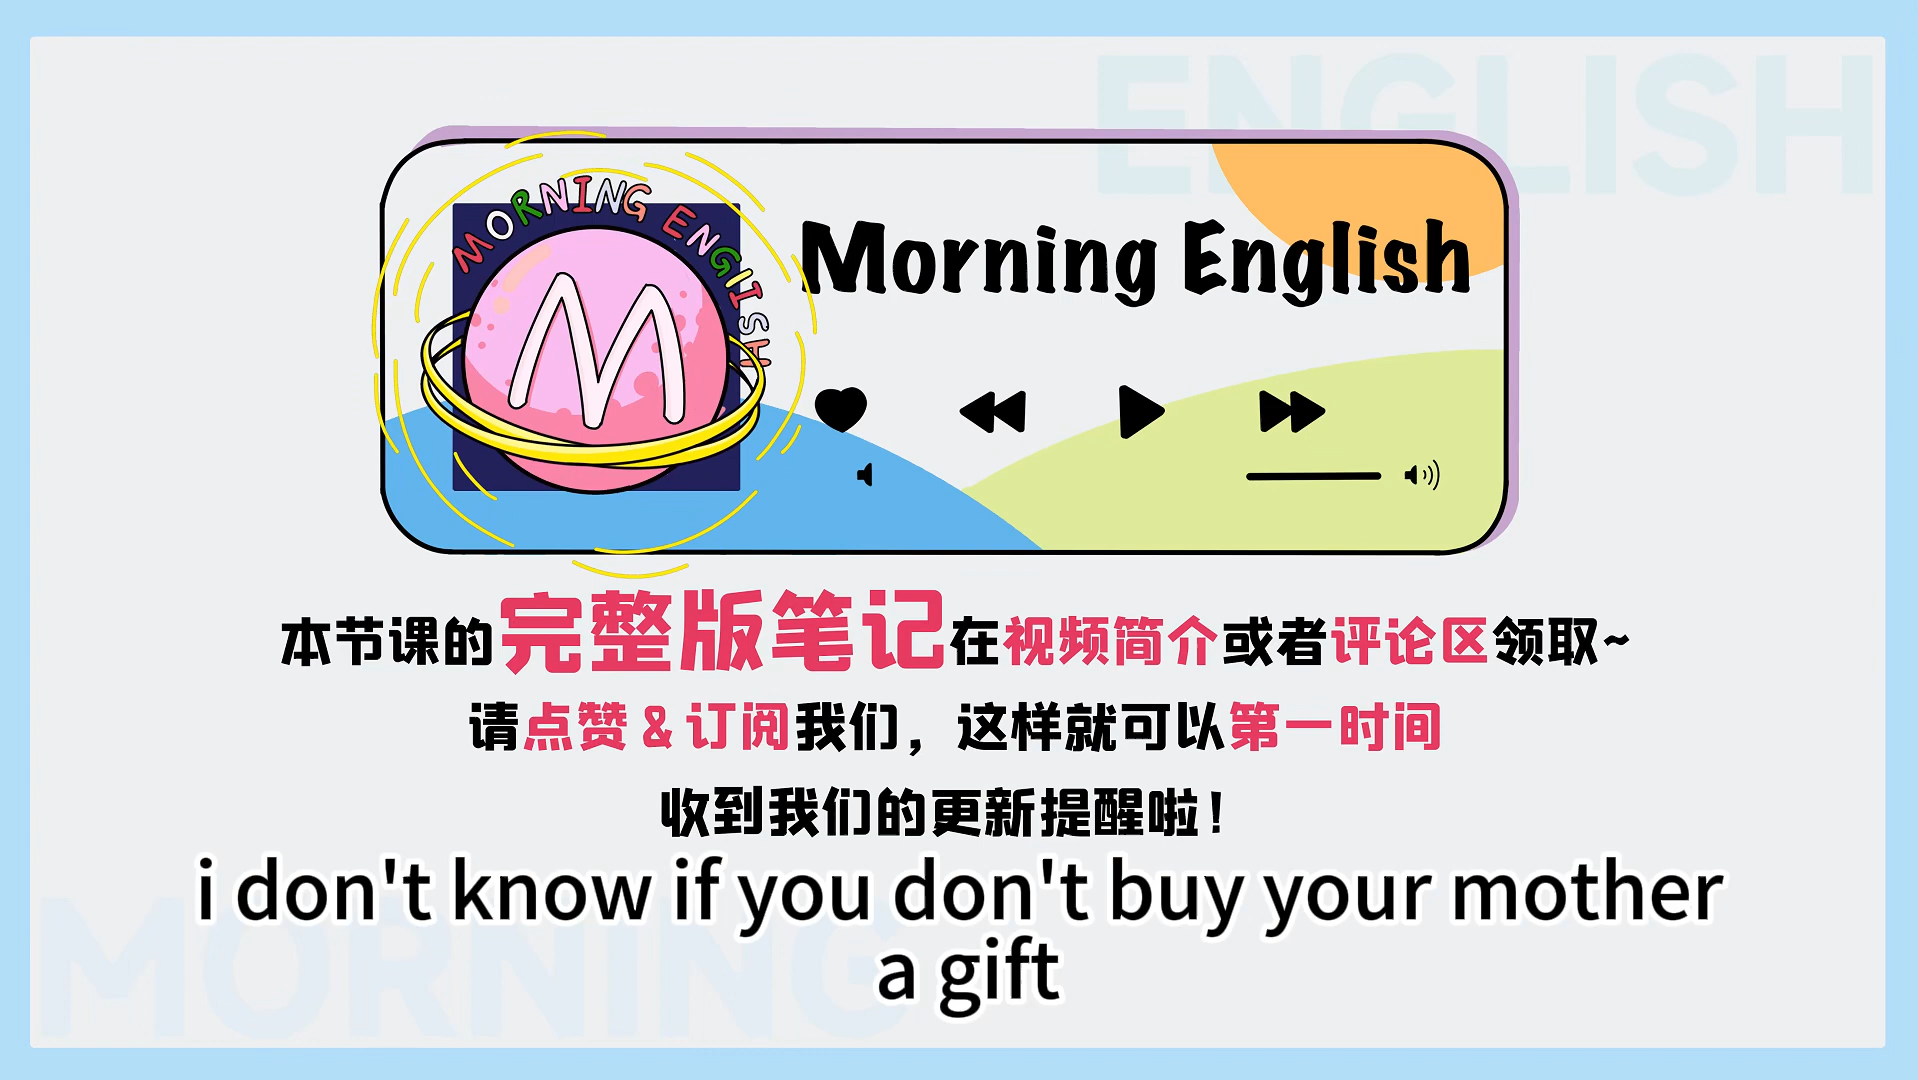 ENGLISH
MORNING ENGLISH
M
Morning English
本节课的完整版笔记在视频简介或者评论区领取~
请点赞&订阅我们，这样就可以第一时间
收到我们的更新提醒啦！
i don't know if you don't buy your mother
a gift
MORNING